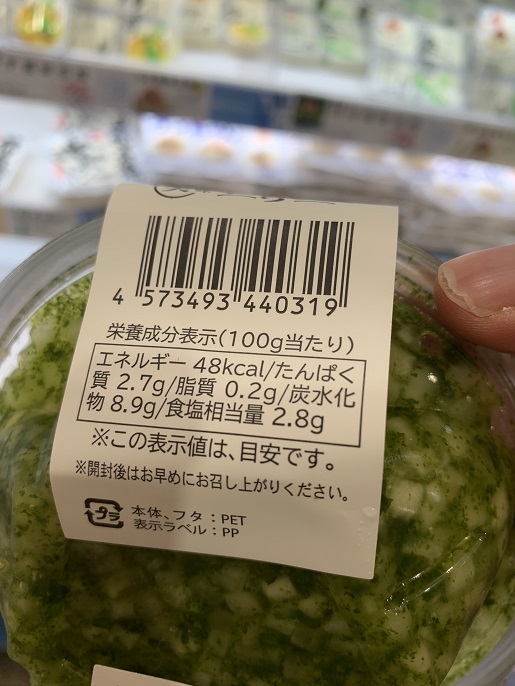 4 573493 440319
栄養成分表示(100g当たり)
エネルギー 48kcal/たんぱく
質 2.7g/脂質 0.2g/炭水化
物 8.9g/食塩相当量 2.8g
※この表示値は、目安です。
※開封後はお早めにお召し上がりください。
プラ
本体、フタ：PET
表示ラベル：PP